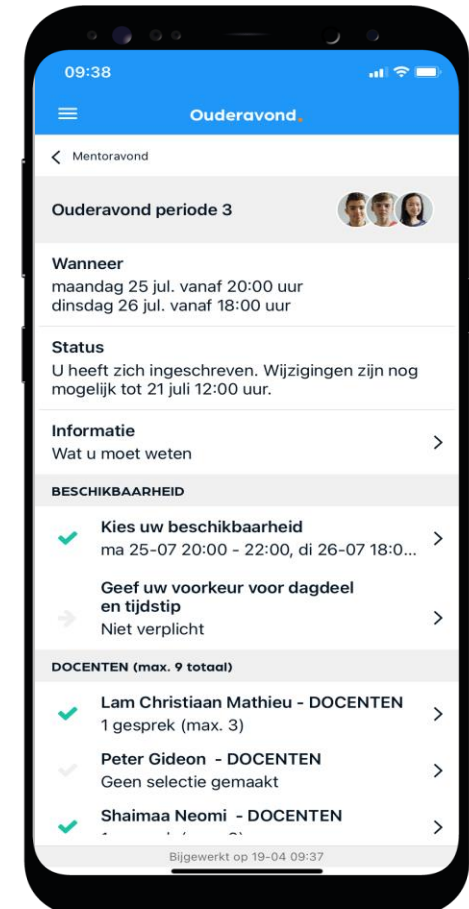 09:38
Ouderavond.
Mentoravond
Ouderavond periode 3
Wanneer
maandag 25 jul. vanaf 20:00 uur
dinsdag 26 jul. vanaf 18:00 uur
Status
U heeft zich ingeschreven. Wijzigingen zijn nog
mogelijk tot 21 juli 12:00 uur.
Informatie
Wat u moet weten
BESCHIKBAARHEID
Kies uw beschikbaarheid
ma 25-07 20:00 - 22:00, di 26-07 18:0...
Geef uw voorkeur voor dagdeel
en tijdstip
Niet verplicht
DOCENTEN (max. 9 totaal)
Lam Christiaan Mathieu - DOCENTEN
1 gesprek (max. 3)
Peter Gideon - DOCENTEN
Geen selectie gemaakt
Shaimaa Neomi - DOCENTEN
Bijgewerkt op 19-04 09:37